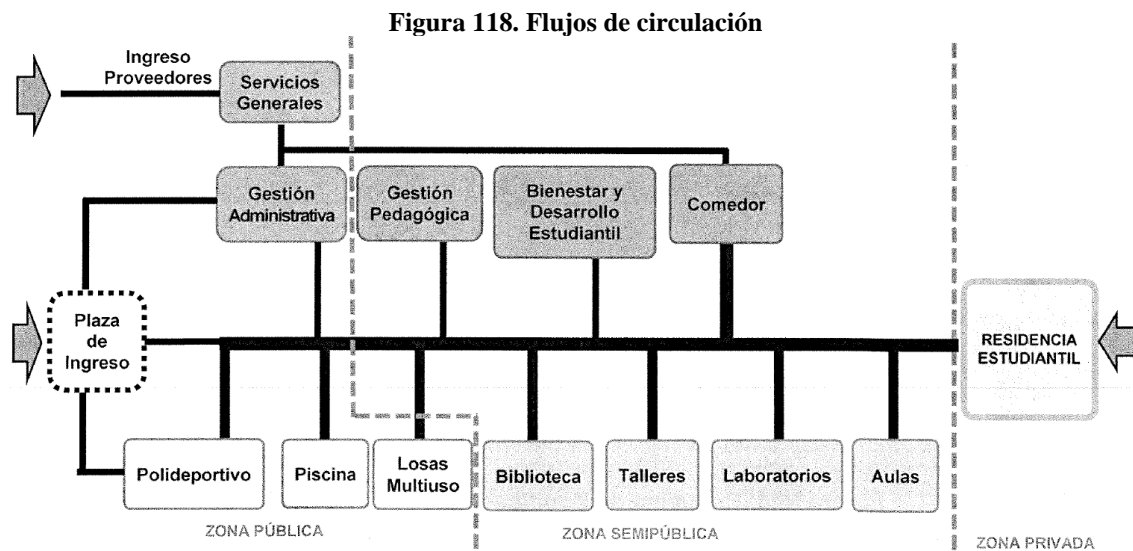 Figura 118. Flujos de circulación
Ingreso
Proveedores
Servicios
Generales
Gestión
Administrativa
Gestión
Pedagógica
Bienestar y
Desarrollo
Estudiantil
Comedor
Plaza
de
Ingreso
RESIDENCIA
ESTUDIANTIL
Polideportivo
Piscina
Losas
Multiuso
Biblioteca
Talleres
Laboratorios
Aulas
ZONA PÚBLICA
ZONA SEMIPÚBLICA
ZONA PRIVADA